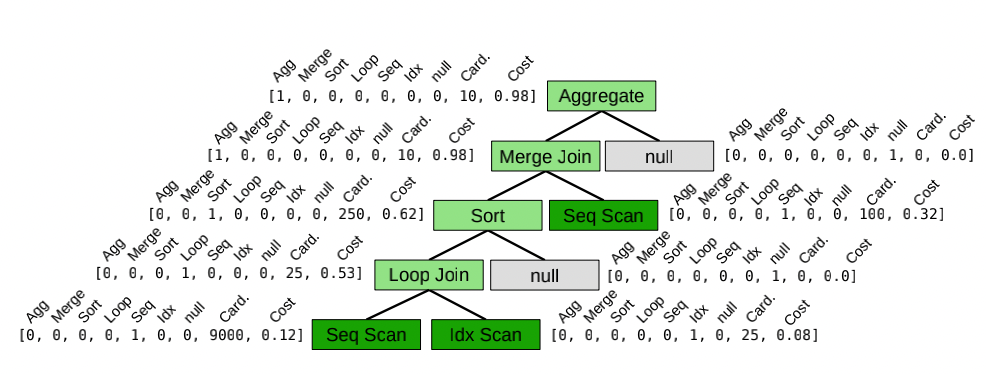 Agg Merge Sort Loop Seq Idx null Card. Cost
[1, 0, 0, 0, 0, 0, 0, 10, 0.98] Aggregate
Agg Merge Sort Loop Seq Idx null Card. Cost Agg Merge Sort Loop Seq Idx null Card. Cost
[1, 0, 0, 0, 0, 0, 0, 10, 0.98] Merge Join null [0, 0, 0, 0, 0, 0, 1, 0, 0.0]
Agg Merge Sort Loop Seq Idx null Card. Cost Agg Merge Sort Loop Seq Idx null Card. Cost
[0, 0, 1, 0, 0, 0, 0, 250, 0.62] Sort Seq Scan [0, 0, 0, 0, 1, 0, 0, 100, 0.32]
Agg Merge Sort Loop Seq Idx null Card. Cost Agg Merge Sort Loop Seq Idx null Card. Cost
[0, 0, 0, 1, 0, 0, 0, 25, 0.53] Loop Join null [0, 0, 0, 0, 0, 0, 1, 0, 0.0]
Agg Merge Sort Loop Seq Idx null Card. Cost Agg Merge Sort Loop Seq Idx null Card. Cost
[0, 0, 0, 0, 1, 0, 0, 9000, 0.12] Seq Scan Idx Scan [0, 0, 0, 0, 0, 1, 0, 25, 0.08]